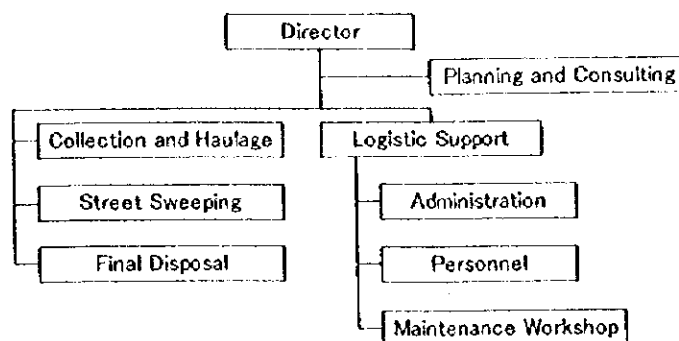 Director
Planning and Consulting
Collection and Haulage
Logistic Support
Street Sweeping
Administration
Final Disposal
Personnel
Maintenance Workshop